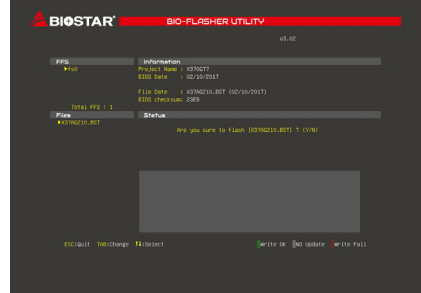 BIOSTAR
BIO-FLASHER UTILITY
v3.02
FFS
Information
fs0
Project Name : X370GT7
BIOS Date : 02/10/2017
File Date : X37AG210.BST (02/10/2017)
BIOS checksum: 23E8
Total FFS : 1
Files
Status
X37AG210.BST
Are you sure to flash [X37AG210.BST] ? (Y/N)
ESC:Quit TAB:Change ↑↓:Select
Write OK NO Update Write Fail